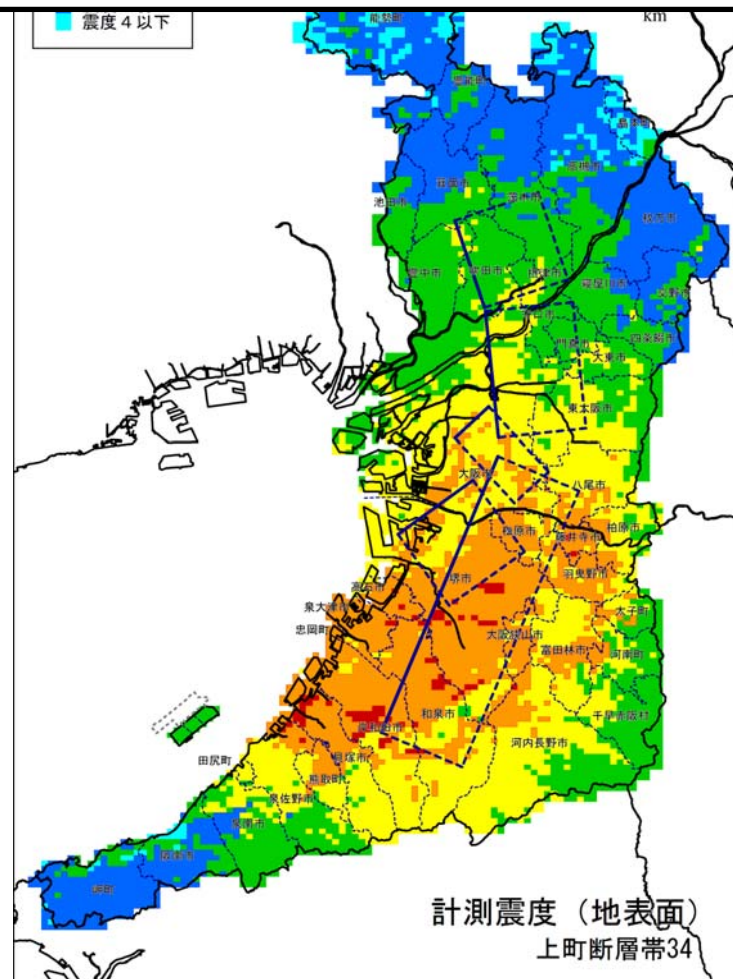 震度4以下
km
能勢町
豊能町
島本町
高槻市
箕面市
茨木市
池田市
枚方市
豊中市
吹田市
摂津市
寝屋川市
交野市
守口市
門真市
四条畷市
大東市
東大阪市
大阪市
八尾市
柏原市
松原市
藤井寺市
堺市
羽曳野市
高石市
泉大津市
太子町
忠岡町
大阪狭山市
富田林市
河南町
和泉市
千早赤阪村
岸和田市
河内長野市
田尻町
貝塚市
熊取町
泉佐野市
泉南市
阪南市
岬町
計測震度(地表面)
上町断層帯34